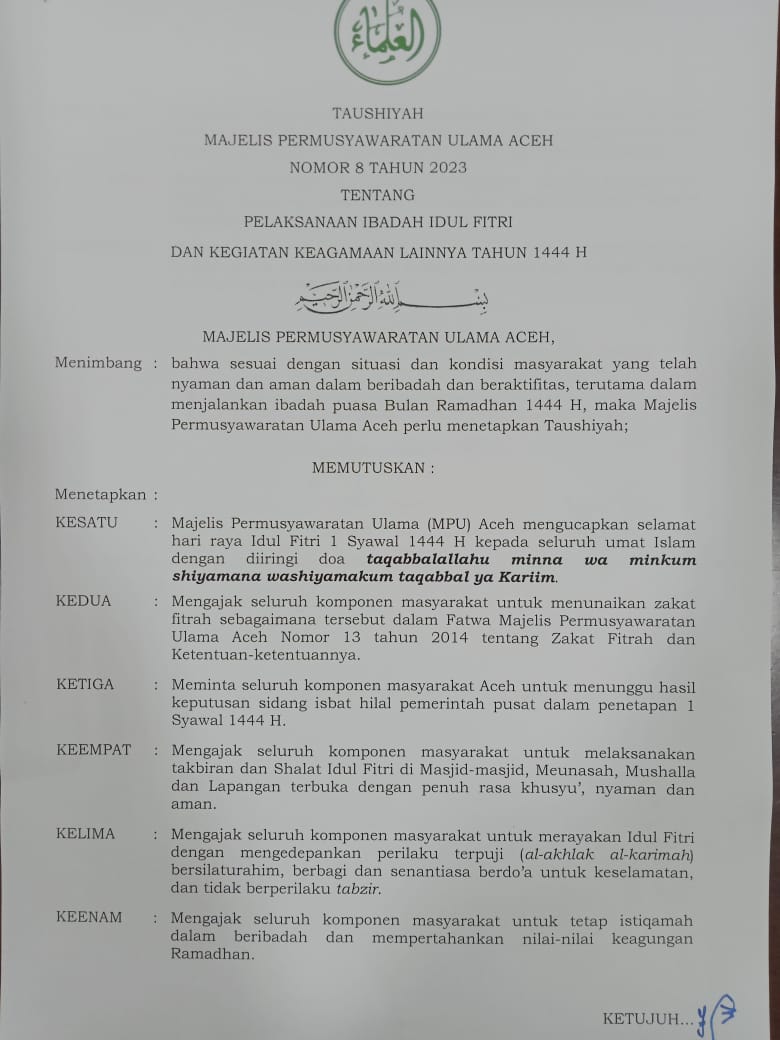 العلماء
TAUSHIYAH
MAJELIS PERMUSYAWARATAN ULAMA ACEH
NOMOR 8 TAHUN 2023
TENTANG
PELAKSANAAN IBADAH IDUL FITRI
DAN KEGIATAN KEAGAMAAN LAINNYA TAHUN 1444 H
بِسْمِ اللهِ الرَّحْمٰنِ الرَّحِيْمِ
MAJELIS PERMUSYAWARATAN ULAMA ACEH,
Menimbang : bahwa sesuai dengan situasi dan kondisi masyarakat yang telah
nyaman dan aman dalam beribadah dan beraktifitas, terutama dalam
menjalankan ibadah puasa Bulan Ramadhan 1444 H, maka Majelis
Permusyawaratan Ulama Aceh perlu menetapkan Taushiyah;
MEMUTUSKAN :
Menetapkan :
KESATU : Majelis Permusyawaratan Ulama (MPU) Aceh mengucapkan selamat
hari raya Idul Fitri 1 Syawal 1444 H kepada seluruh umat Islam
dengan diiringi doa taqabbalallahu minna wa minkum
shiyamana washiyamakum taqabbal ya Kariim.
KEDUA : Mengajak seluruh komponen masyarakat untuk menunaikan zakat
fitrah sebagaimana tersebut dalam Fatwa Majelis Permusyawaratan
Ulama Aceh Nomor 13 tahun 2014 tentang Zakat Fitrah dan
Ketentuan-ketentuannya.
KETIGA : Meminta seluruh komponen masyarakat Aceh untuk menunggu hasil
keputusan sidang isbat hilal pemerintah pusat dalam penetapan 1
Syawal 1444 H.
KEEMPAT : Mengajak seluruh komponen masyarakat untuk melaksanakan
takbiran dan Shalat Idul Fitri di Masjid-masjid, Meunasah, Mushalla
dan Lapangan terbuka dengan penuh rasa khusyu', nyaman dan
aman.
KELIMA : Mengajak seluruh komponen masyarakat untuk merayakan Idul Fitri
dengan mengedepankan perilaku terpuji (al-akhlak al-karimah)
bersilaturahim, berbagi dan senantiasa berdo'a untuk keselamatan,
dan tidak berperilaku tabzir.
KEENAM : Mengajak seluruh komponen masyarakat untuk tetap istiqamah
dalam beribadah dan mempertahankan nilai-nilai keagungan
Ramadhan.
KETUJUH...